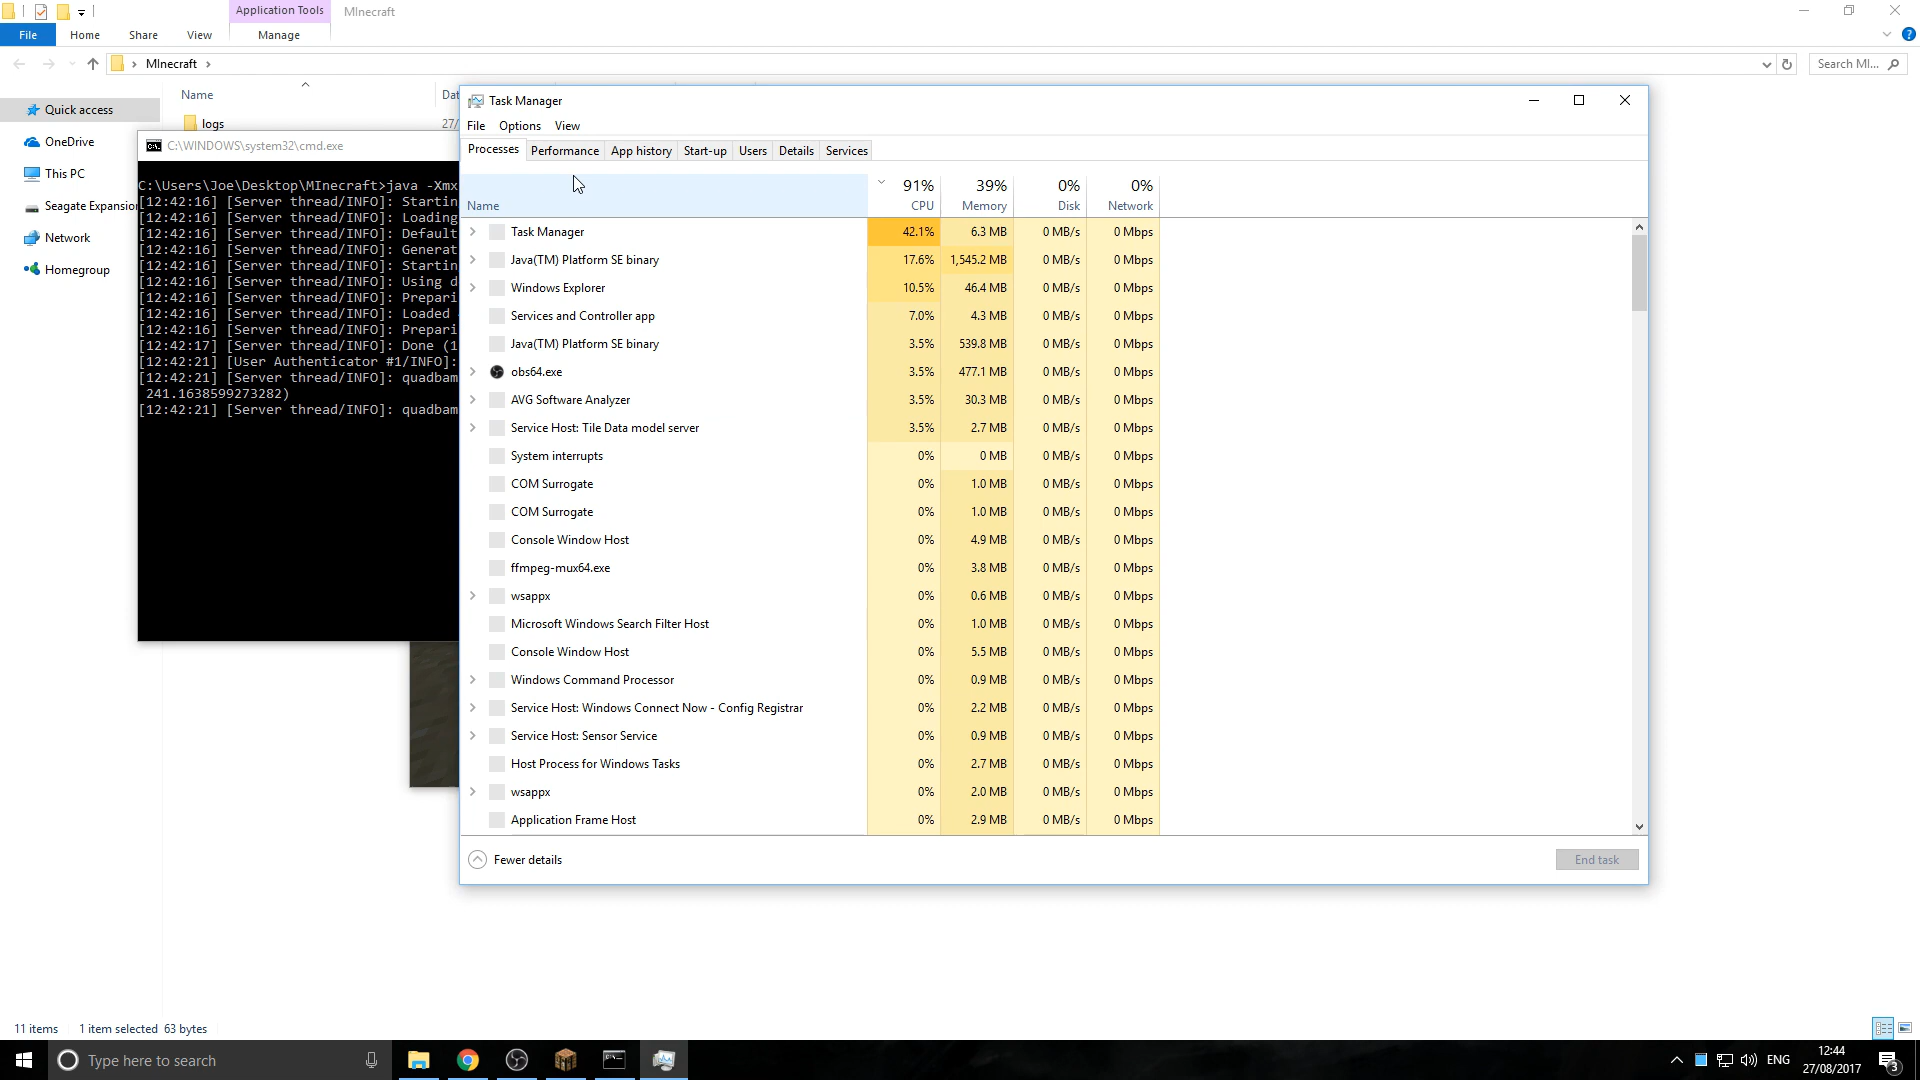 Application Tools
MInecraft
File
Home
Share
View
Manage
MInecraft
Search MI...
Name
Dat
Quick access
logs
27/
OneDrive
This PC
Seagate Expansion
Network
Homegroup
C:\WINDOWS\system32\cmd.exe
C:\Users\Joe\Desktop\MInecraft>java -Xmx
[12:42:16] [Server thread/INFO]: Startin
[12:42:16] [Server thread/INFO]: Loading
[12:42:16] [Server thread/INFO]: Default
[12:42:16] [Server thread/INFO]: Generat
[12:42:16] [Server thread/INFO]: Startin
[12:42:16] [Server thread/INFO]: Using d
[12:42:16] [Server thread/INFO]: Prepari
[12:42:16] [Server thread/INFO]: Loaded
[12:42:16] [Server thread/INFO]: Prepari
[12:42:17] [Server thread/INFO]: Done (1
[12:42:21] [User Authenticator #1/INFO]:
[12:42:21] [Server thread/INFO]: quadbam
241.1638599273282)
[12:42:21] [Server thread/INFO]: quadbam
Task Manager
File Options View
Processes Performance App history Start-up Users Details Services
91% 39% 0% 0%
Name CPU Memory Disk Network
Task Manager 42.1% 6.3 MB 0 MB/s 0 Mbps
Java(TM) Platform SE binary 17.6% 1,545.2 MB 0 MB/s 0 Mbps
Windows Explorer 10.5% 46.4 MB 0 MB/s 0 Mbps
Services and Controller app 7.0% 4.3 MB 0 MB/s 0 Mbps
Java(TM) Platform SE binary 3.5% 539.8 MB 0 MB/s 0 Mbps
obs64.exe 3.5% 477.1 MB 0 MB/s 0 Mbps
AVG Software Analyzer 3.5% 30.3 MB 0 MB/s 0 Mbps
Service Host: Tile Data model server 3.5% 2.7 MB 0 MB/s 0 Mbps
System interrupts 0% 0 MB 0 MB/s 0 Mbps
COM Surrogate 0% 1.0 MB 0 MB/s 0 Mbps
COM Surrogate 0% 1.0 MB 0 MB/s 0 Mbps
Console Window Host 0% 4.9 MB 0 MB/s 0 Mbps
ffmpeg-mux64.exe 0% 3.8 MB 0 MB/s 0 Mbps
wsappx 0% 0.6 MB 0 MB/s 0 Mbps
Microsoft Windows Search Filter Host 0% 1.0 MB 0 MB/s 0 Mbps
Console Window Host 0% 5.5 MB 0 MB/s 0 Mbps
Windows Command Processor 0% 0.9 MB 0 MB/s 0 Mbps
Service Host: Windows Connect Now - Config Registrar 0% 2.2 MB 0 MB/s 0 Mbps
Service Host: Sensor Service 0% 0.9 MB 0 MB/s 0 Mbps
Host Process for Windows Tasks 0% 2.7 MB 0 MB/s 0 Mbps
wsappx 0% 2.0 MB 0 MB/s 0 Mbps
Application Frame Host 0% 2.9 MB 0 MB/s 0 Mbps
Fewer details
End task
11 items 1 item selected 63 bytes
Type here to search
ENG
12:44
27/08/2017
3